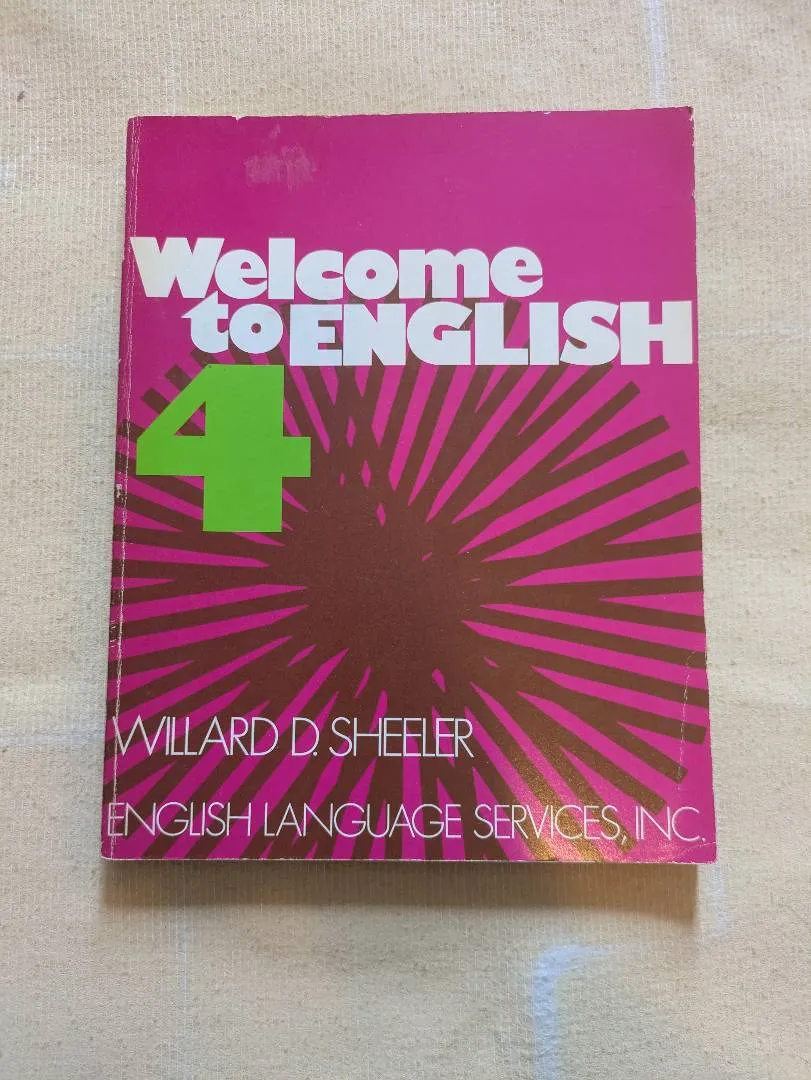 Welcome
to ENGLISH
4
WILLARD D. SHEELER
ENGLISH LANGUAGE SERVICES, INC.